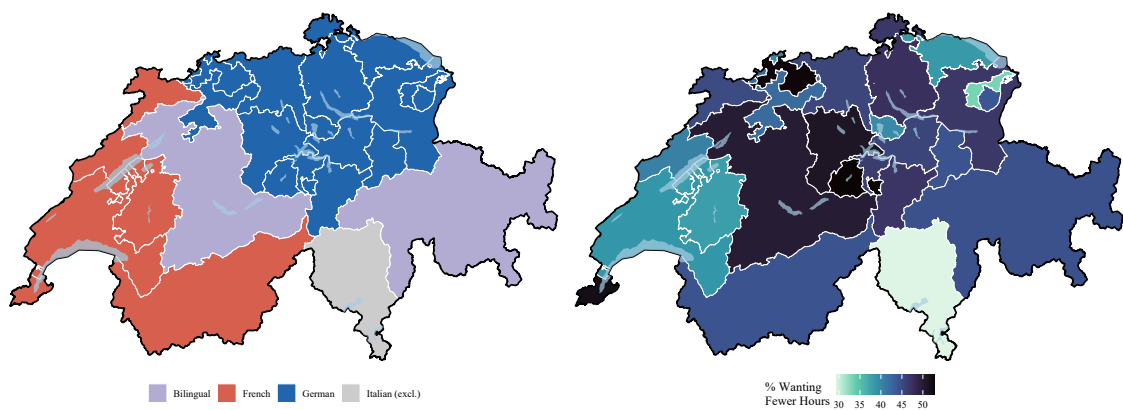 Bilingual French German Italian (excl.)
% Wanting
Fewer Hours
30 35 40 45 50